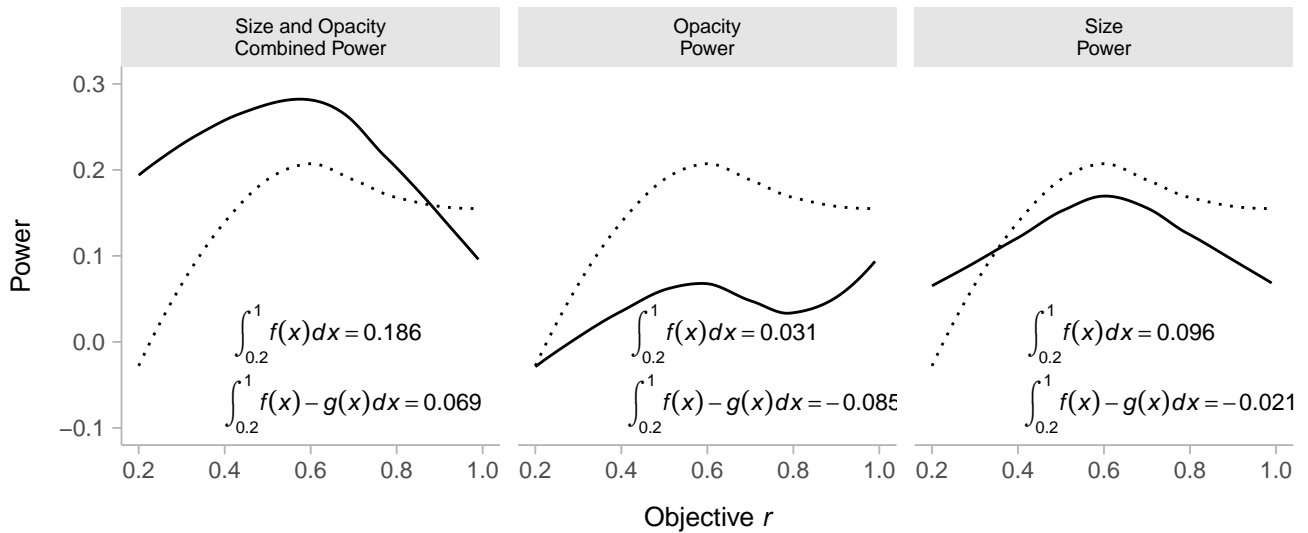 Size and Opacity
Combined Power
Opacity
Power
Size
Power
Power
0.3
0.2
0.1
0.0
−0.1
∫_{0.2}^{1} f(x)dx = 0.186
∫_{0.2}^{1} f(x) − g(x)dx = 0.069
∫_{0.2}^{1} f(x)dx = 0.031
∫_{0.2}^{1} f(x) − g(x)dx = −0.085
∫_{0.2}^{1} f(x)dx = 0.096
∫_{0.2}^{1} f(x) − g(x)dx = −0.021
0.2 0.4 0.6 0.8 1.0
0.2 0.4 0.6 0.8 1.0
0.2 0.4 0.6 0.8 1.0
Objective r